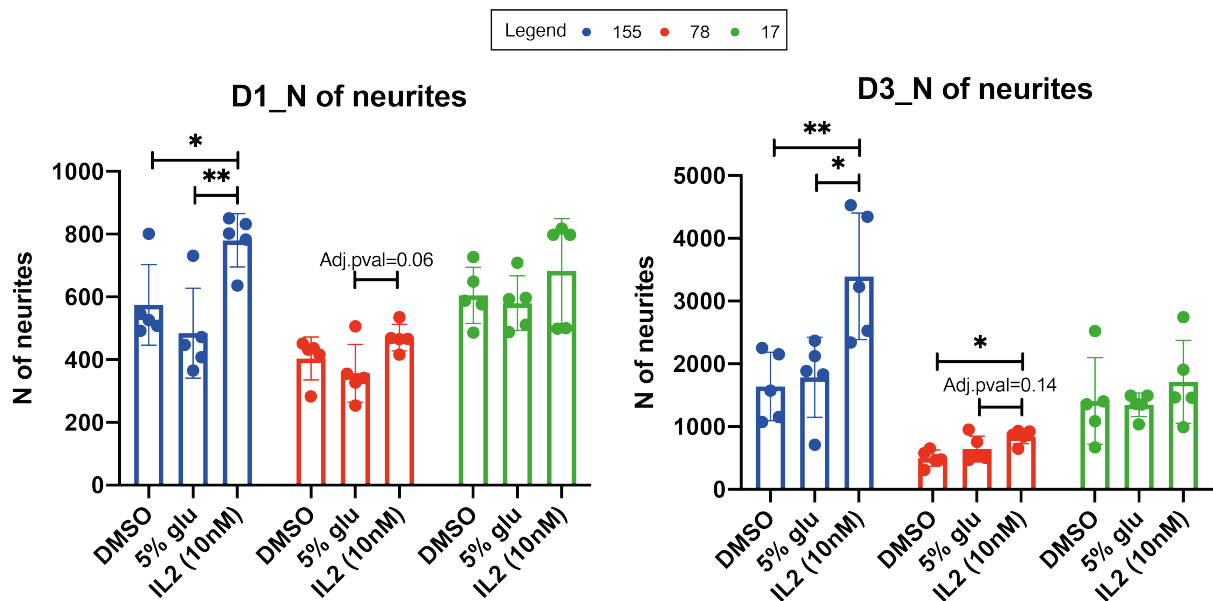 Legend 155 78 17
D1_N of neurites
N of neurites
1000
800
600
400
200
0
*
**
Adj.pval=0.06
DMSO
5% glu
IL2 (10nM)
DMSO
5% glu
IL2 (10nM)
DMSO
5% glu
IL2 (10nM)
D3_N of neurites
N of neurites
5000
4000
3000
2000
1000
0
**
*
*
Adj.pval=0.14
DMSO
5% glu
IL2 (10nM)
DMSO
5% glu
IL2 (10nM)
DMSO
5% glu
IL2 (10nM)